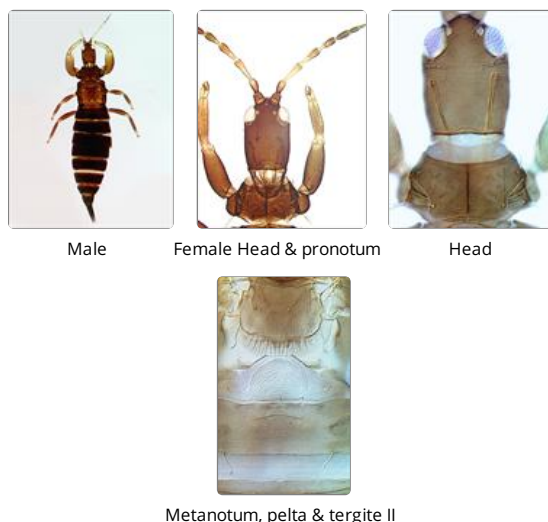 Male
Female Head & pronotum
Head
Metanotum, pelta & tergite II